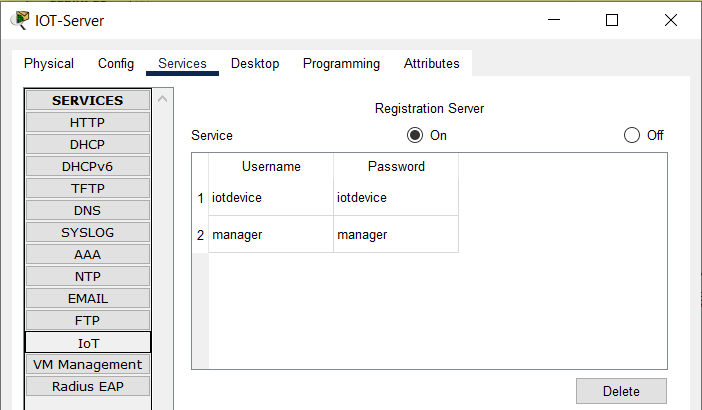 IOT-Server
Physical Config Services Desktop Programming Attributes
SERVICES
HTTP
DHCP
DHCPv6
TFTP
DNS
SYSLOG
AAA
NTP
EMAIL
FTP
IoT
VM Management
Radius EAP
Registration Server
Service On Off
Username Password
1 iotdevice iotdevice
2 manager manager
Delete